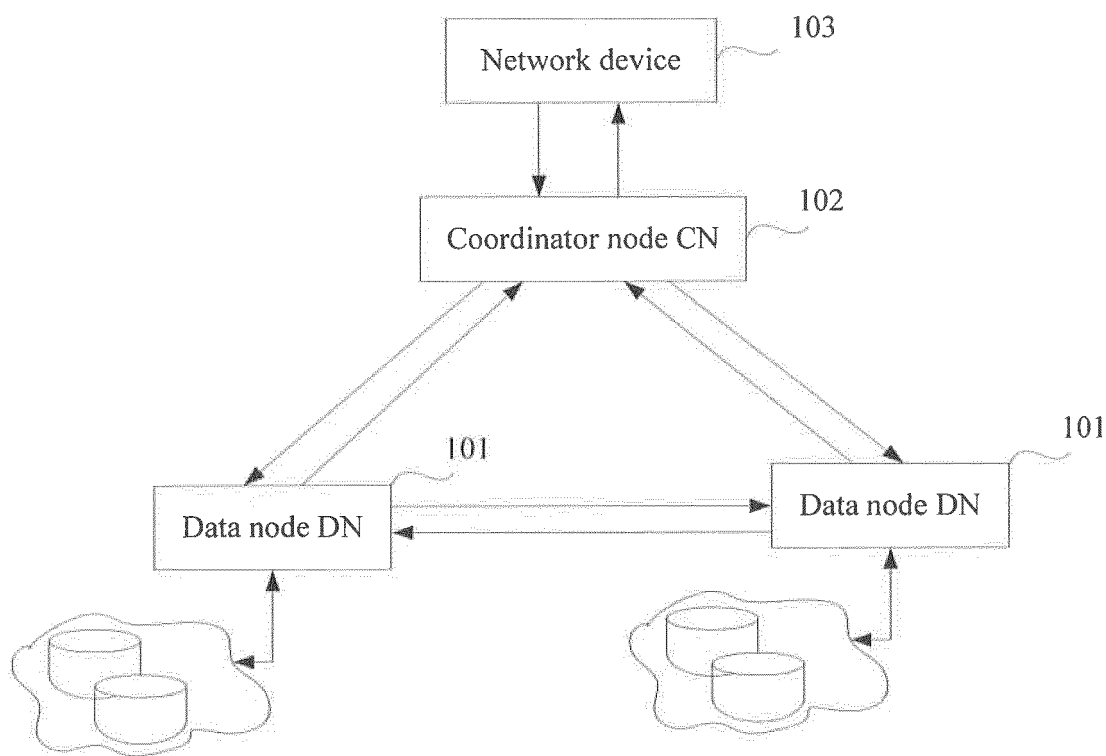 103
Network device
102
Coordinator node CN
101
Data node DN
101
Data node DN